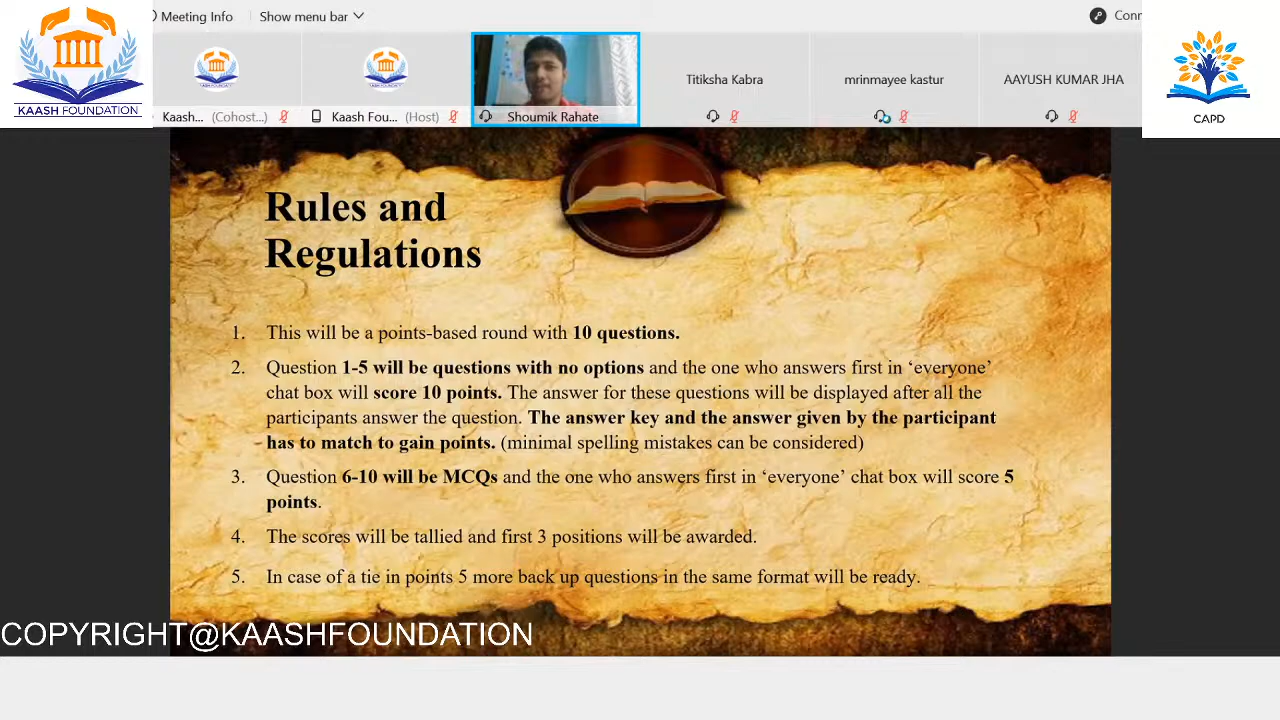 Meeting Info
Show menu bar
Conn
KAASH FOUNDATION
Kaash... (Cohost...)
Kaash Fou... (Host)
Shoumik Rahate
Titiksha Kabra
mrinmayee kastur
AAYUSH KUMAR JHA
CAPD
Rules and
Regulations
1. This will be a points-based round with 10 questions.
2. Question 1-5 will be questions with no options and the one who answers first in ‘everyone’
chat box will score 10 points. The answer for these questions will be displayed after all the
participants answer the question. The answer key and the answer given by the participant
has to match to gain points. (minimal spelling mistakes can be considered)
3. Question 6-10 will be MCQs and the one who answers first in ‘everyone’ chat box will score 5
points.
4. The scores will be tallied and first 3 positions will be awarded.
5. In case of a tie in points 5 more back up questions in the same format will be ready.
COPYRIGHT@KAASHFOUNDATION